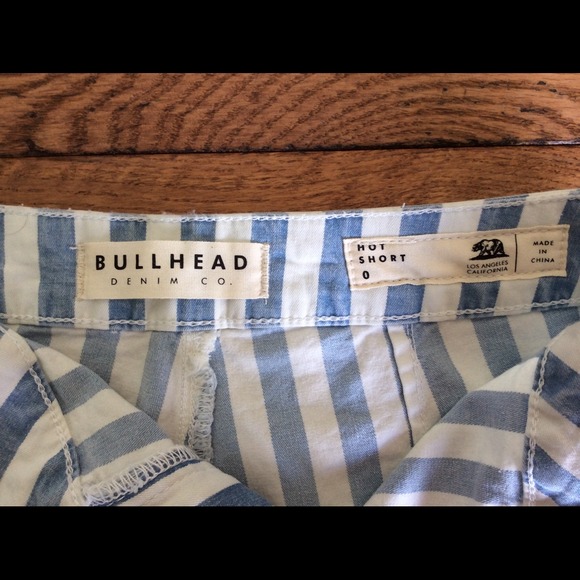 BULLHEAD
DENIM CO.
HOT
SHORT
0
LOS ANGELES
CALIFORNIA
MADE
IN
CHINA